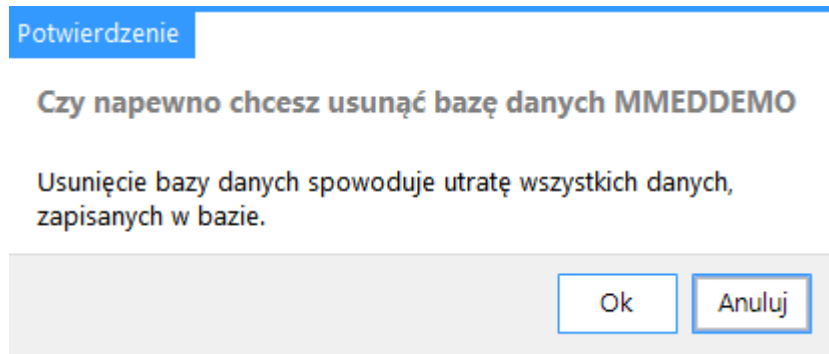 Potwierdzenie
Czy napewno chcesz usunąć bazę danych MMEDDEMO
Usunięcie bazy danych spowoduje utratę wszystkich danych,
zapisanych w bazie.
Ok
Anuluj